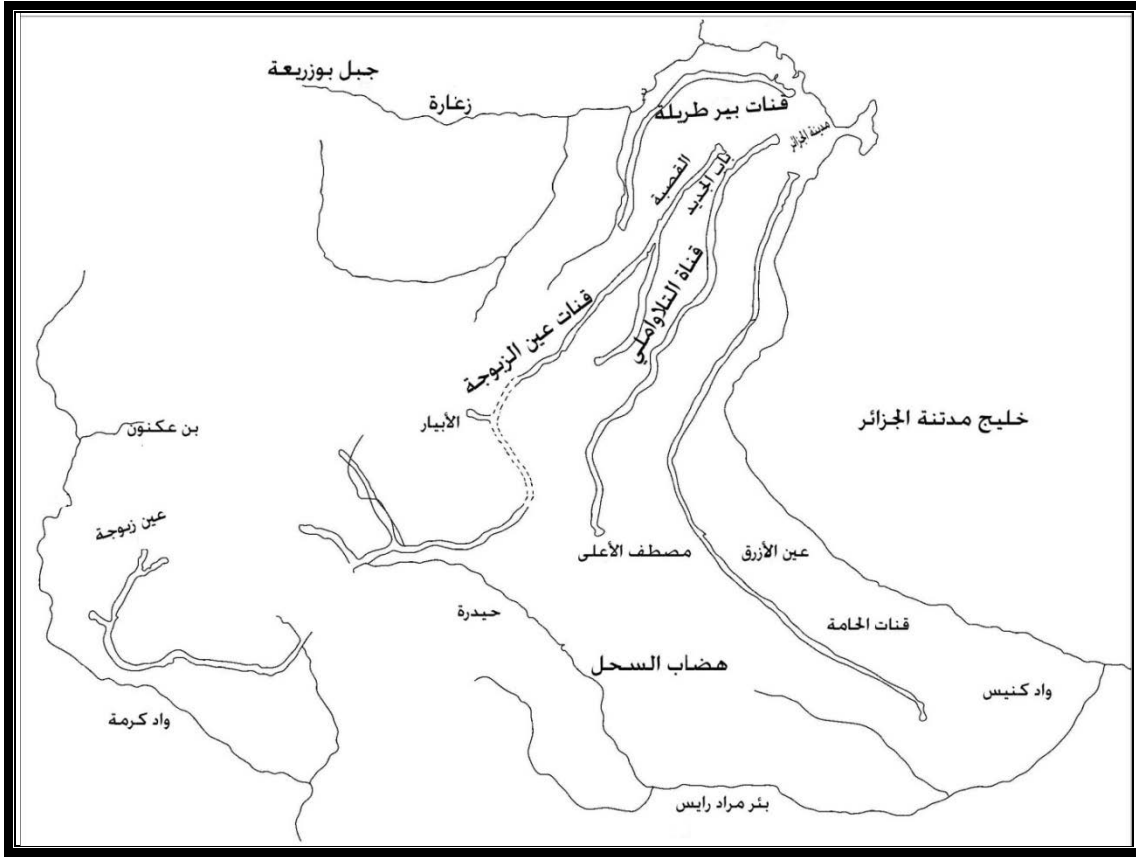 جبل بوزريعة
زغارة
قنات بير طريلة
مدينة الجزائر
القصبة
باب الجديد
قناة التلاواملي
قنات عين الزبوجة
الأبيار
خليج مدتنة الجزائر
بن عكنون
عين زبوجة
مصطف الأعلى
عين الأزرق
حيدرة
قنات الحامة
هضاب السحل
واد كنيس
واد كرمة
بئر مراد رايس